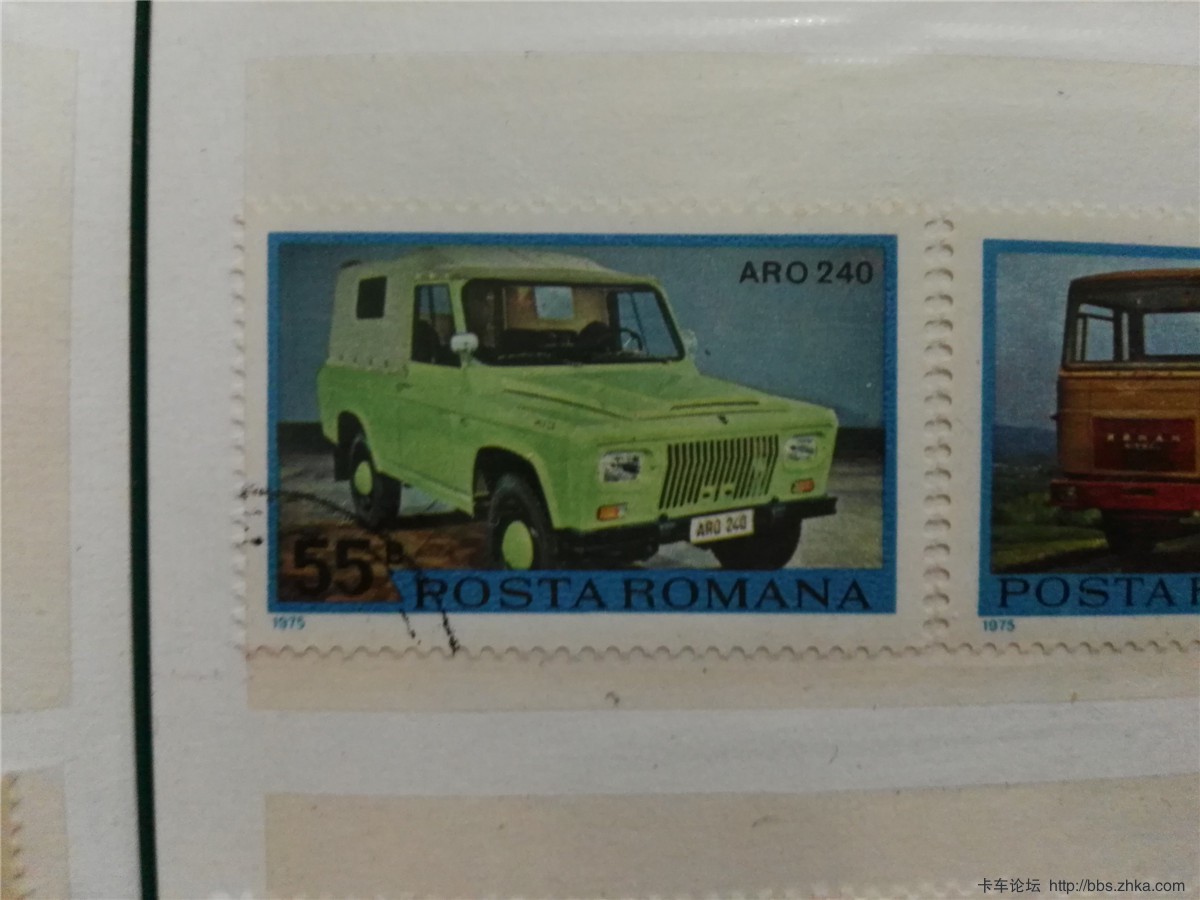 ARO 240
ARO 240
55B
POSTA ROMANA
1975
POSTA
1975
卡车论坛 http://bbs.zhka.com